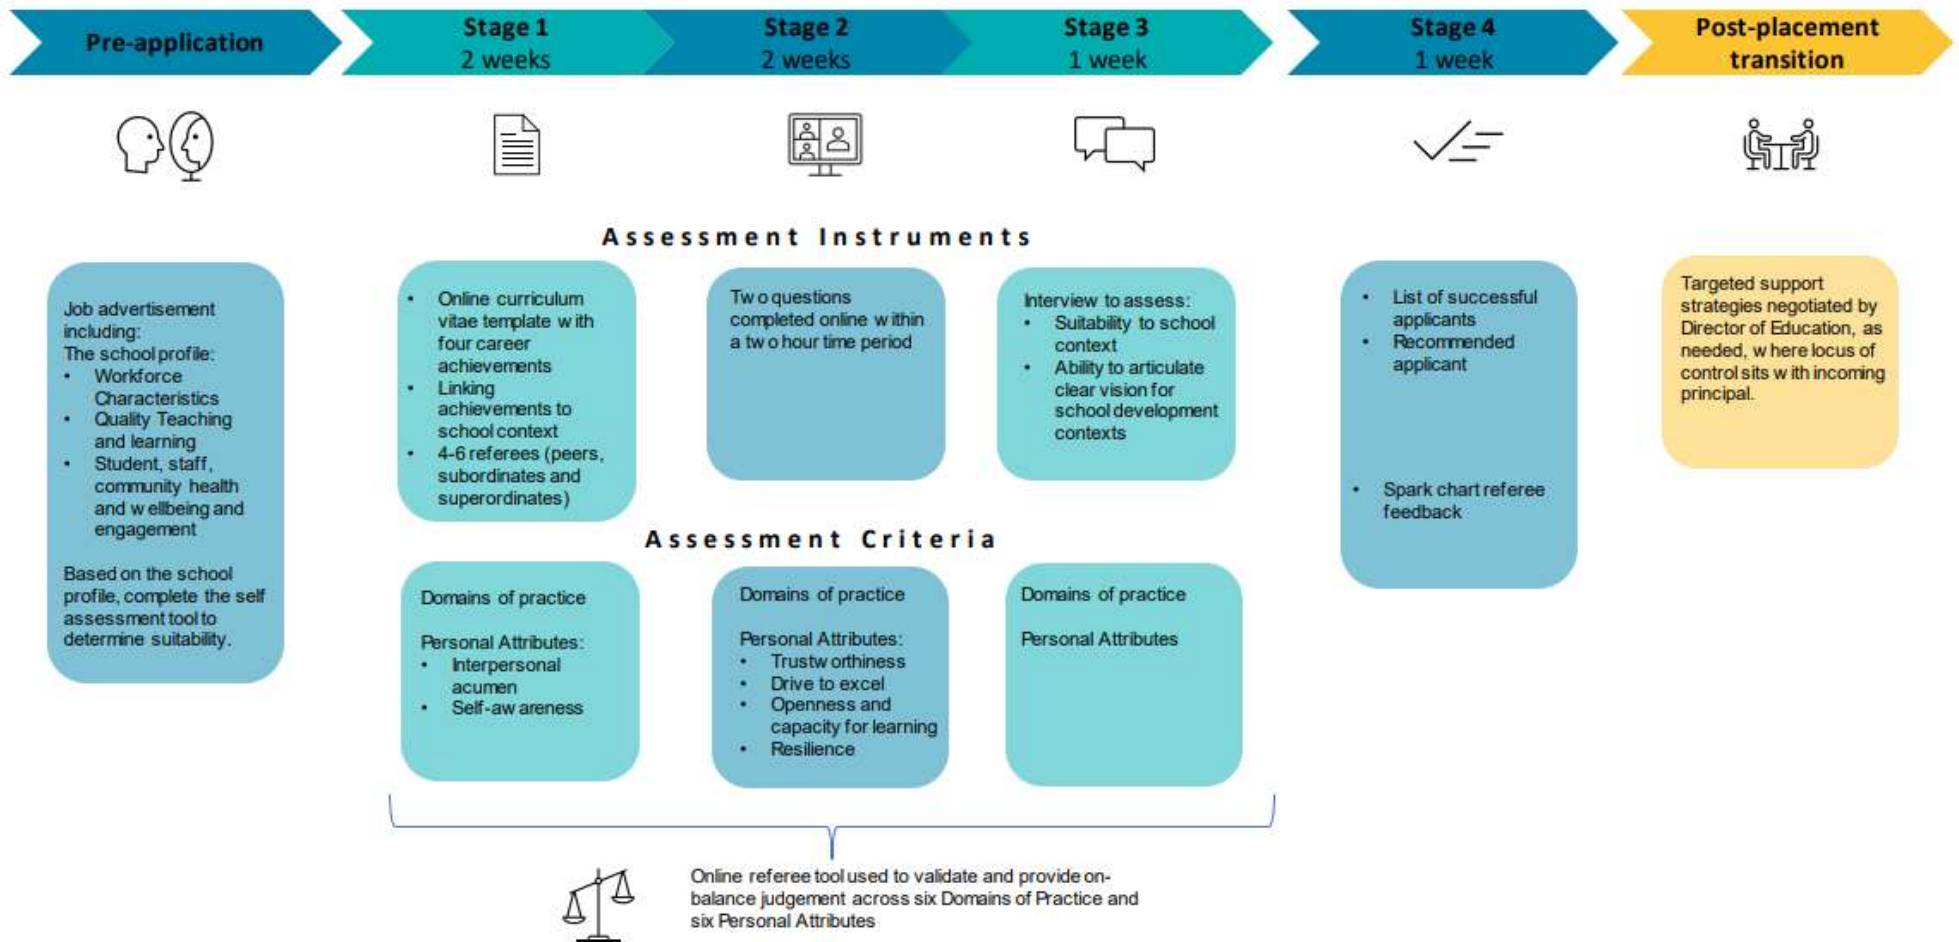 Pre-application
Stage 1
2 weeks
Stage 2
2 weeks
Stage 3
1 week
Stage 4
1 week
Post-placement
transition
Assessment Instruments
Job advertisement
including:
The school profile:
• Workforce
Characteristics
• Quality Teaching
and learning
• Student, staff,
community health
and wellbeing and
engagement
Based on the school
profile, complete the self
assessment tool to
determine suitability.
• Online curriculum
vitae template with
four career
achievements
• Linking
achievements to
school context
• 4-6 referees (peers,
subordinates and
superordinates)
Two questions
completed online within
a two hour time period
Interview to assess:
• Suitability to school
context
• Ability to articulate
clear vision for
school development
contexts
• List of successful
applicants
• Recommended
applicant
• Spark chart referee
feedback
Targeted support
strategies negotiated by
Director of Education, as
needed, where locus of
control sits with incoming
principal.
Assessment Criteria
Domains of practice
Personal Attributes:
• Interpersonal
acumen
• Self-awareness
Domains of practice
Personal Attributes:
• Trustworthiness
• Drive to excel
• Openness and
capacity for learning
• Resilience
Domains of practice
Personal Attributes
Online referee tool used to validate and provide on-
balance judgement across six Domains of Practice and
six Personal Attributes